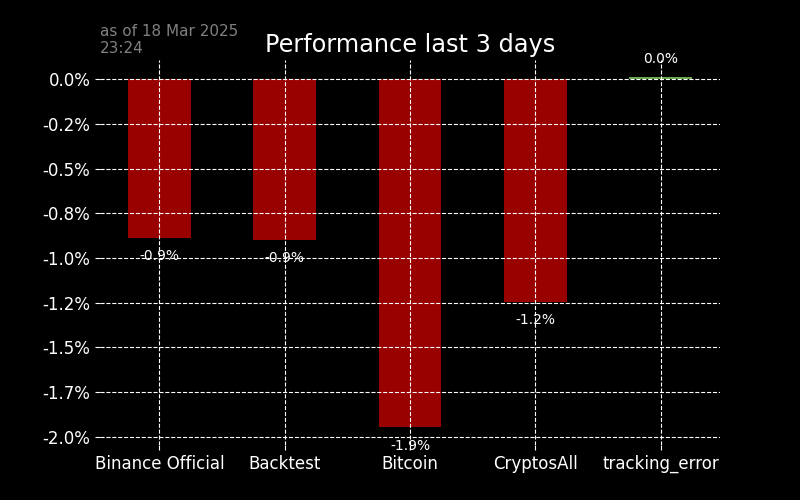 as of 18 Mar 2025
23:24
Performance last 3 days
0.0%
0.0%
-0.2%
-0.5%
-0.8%
-1.0%
-1.2%
-1.5%
-1.7%
-2.0%
-0.9%
-0.9%
-1.9%
-1.2%
Binance Official
Backtest
Bitcoin
CryptosAll
tracking_error